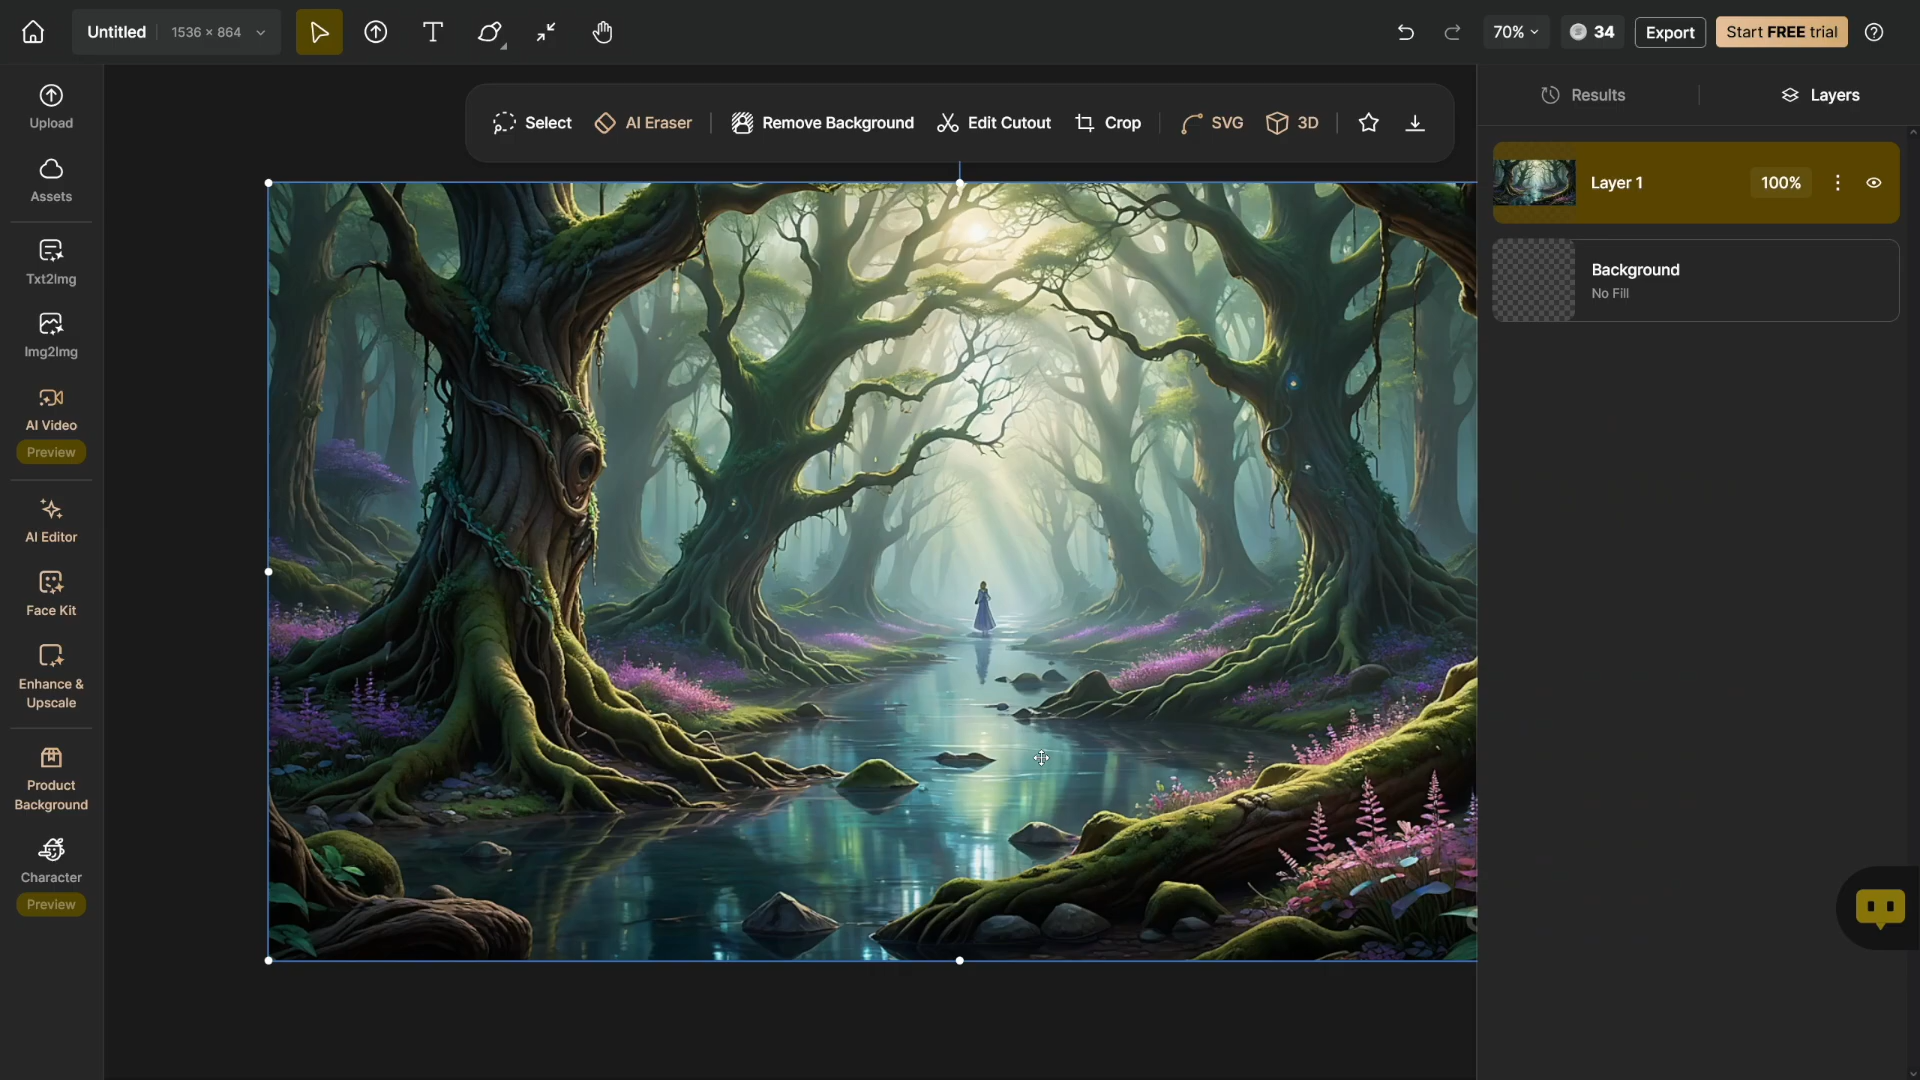 Untitled
1536 × 864
70%
34
Export
Start FREE trial
Upload
Assets
Txt2Img
Img2Img
AI Video
Preview
AI Editor
Face Kit
Enhance &
Upscale
Product
Background
Character
Preview
Select
AI Eraser
Remove Background
Edit Cutout
Crop
SVG
3D
Results
Layers
Layer 1
100%
Background
No Fill